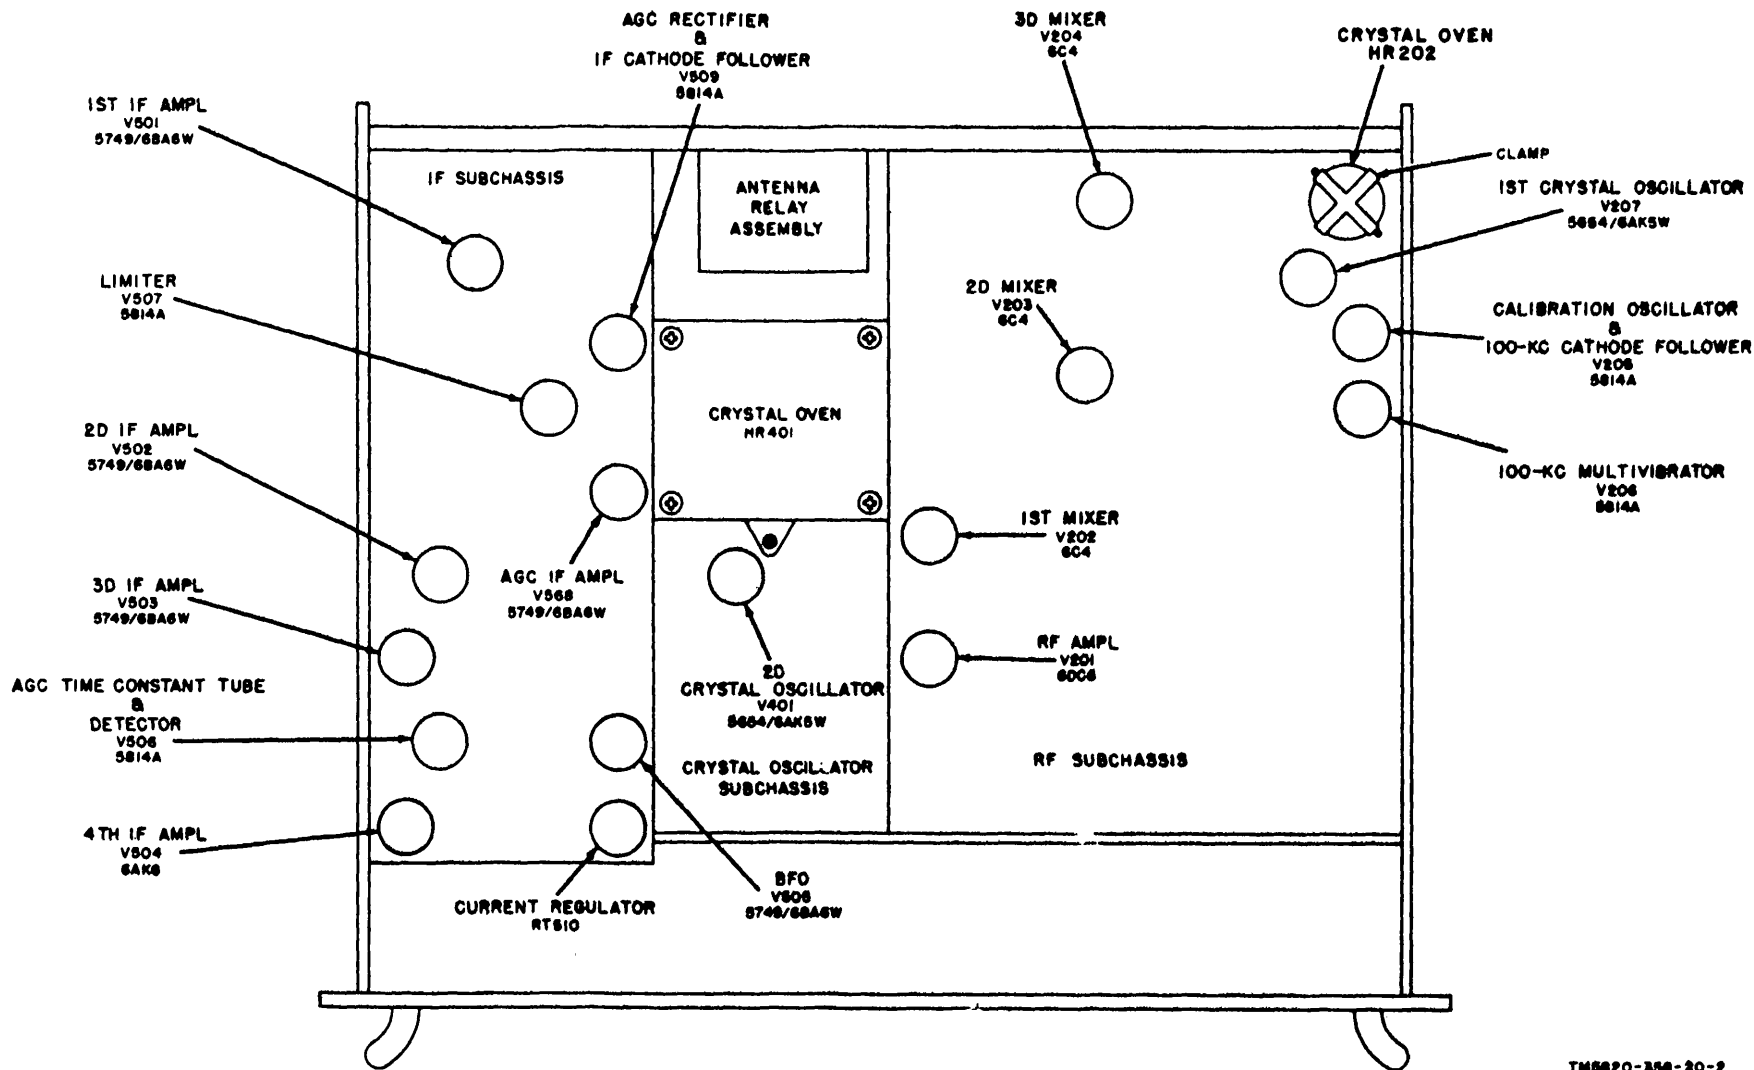 AGC RECTIFIER
&
IF CATHODE FOLLOWER
V509
5814A
3D MIXER
V204
6C4
CRYSTAL OVEN
HR202
1ST IF AMPL
V501
5749/6BA6W
IF SUBCHASSIS
ANTENNA
RELAY
ASSEMBLY
CLAMP
1ST CRYSTAL OSCILLATOR
V207
5654/6AK5W
LIMITER
V507
5814A
2D MIXER
V203
6C4
CALIBRATION OSCILLATOR
&
100-KC CATHODE FOLLOWER
V205
5814A
CRYSTAL OVEN
HR401
2D IF AMPL
V502
5749/6BA6W
100-KC MULTIVIBRATOR
V206
5814A
1ST MIXER
V202
6C4
AGC IF AMPL
V568
5749/6BA6W
3D IF AMPL
V503
5749/6BA6W
RF AMPL
V201
6DC6
2D
CRYSTAL OSCILLATOR
V401
5654/6AK5W
AGC TIME CONSTANT TUBE
&
DETECTOR
V506
5814A
CRYSTAL OSCILLATOR
SUBCHASSIS
RF SUBCHASSIS
4TH IF AMPL
V504
6AK6
BFO
V505
5749/6BA6W
CURRENT REGULATOR
RT510
TM5820-358-20-2